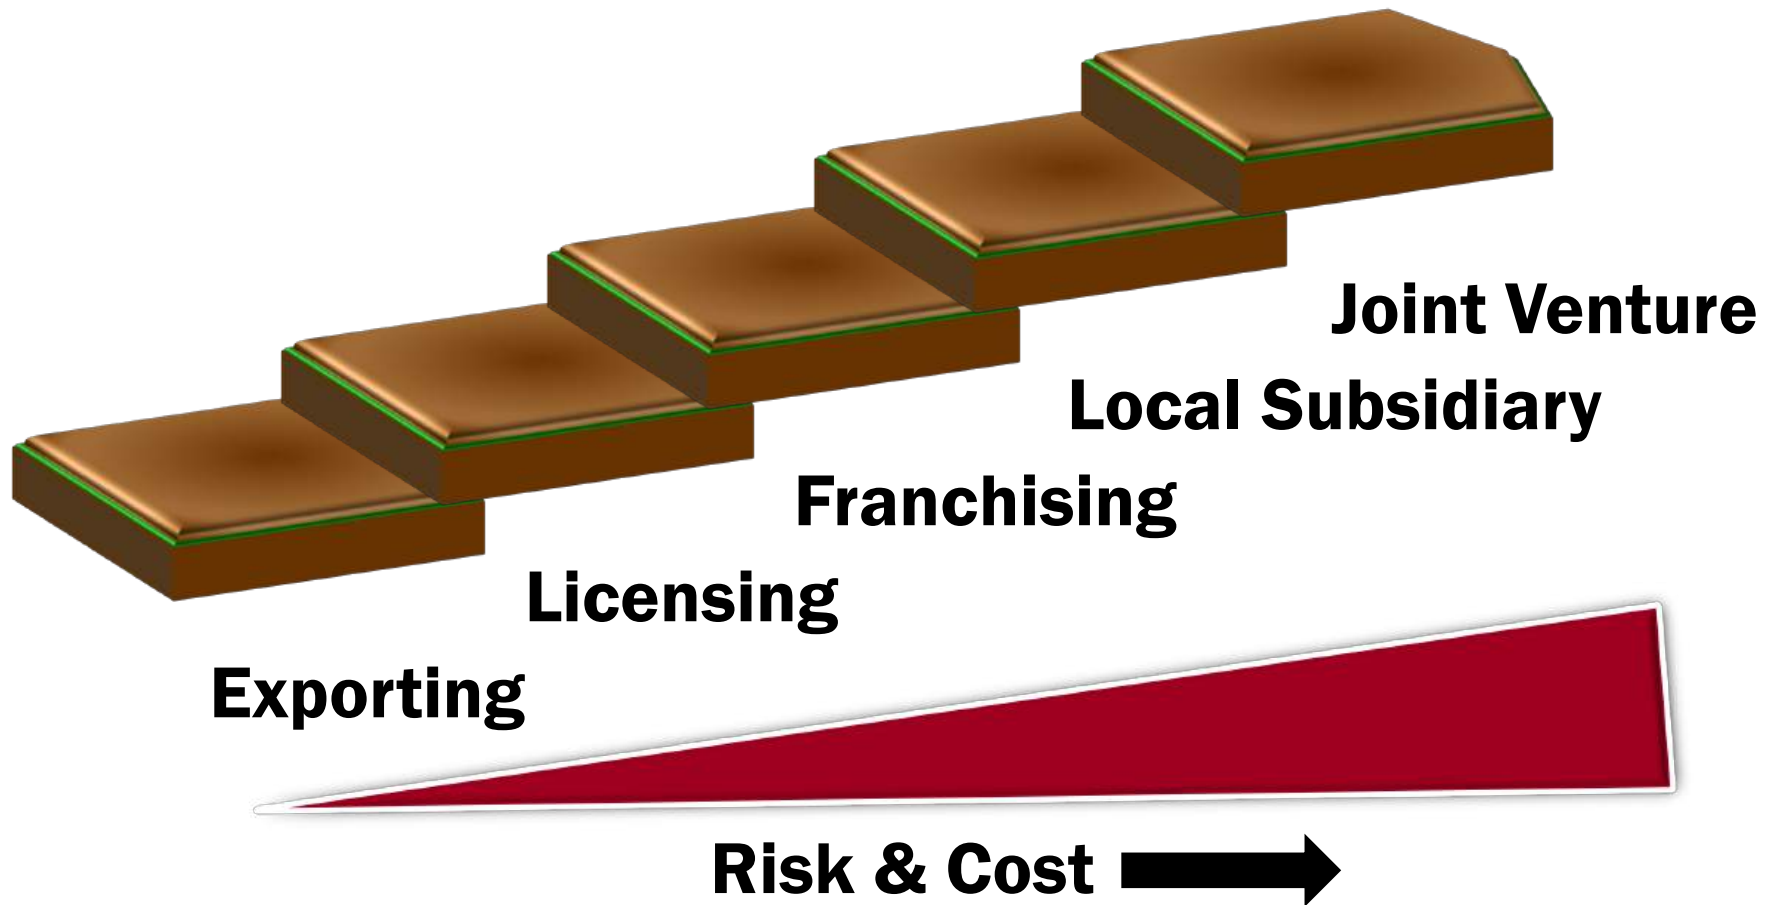 Joint Venture
Local Subsidiary
Franchising
Licensing
Exporting
Risk & Cost